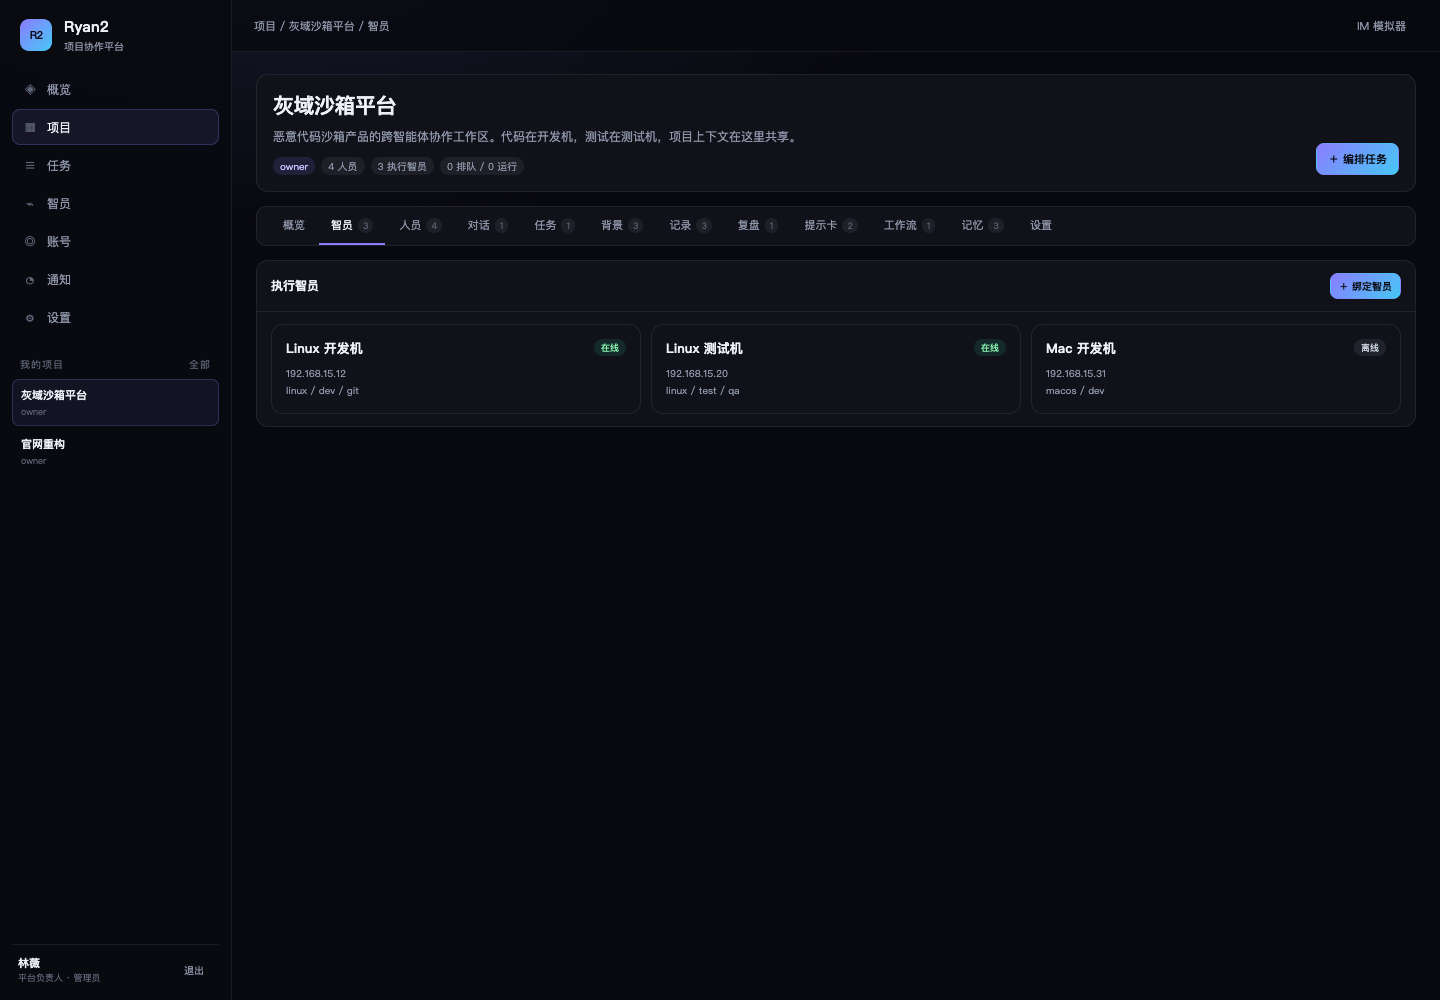 R2
Ryan2
项目协作平台
概览
项目
任务
智员
账号
通知
设置
我的项目 全部
灰域沙箱平台
owner
官网重构
owner
林薇
平台负责人 · 管理员
退出
项目 / 灰域沙箱平台 / 智员
IM 模拟器
灰域沙箱平台
恶意代码沙箱产品的跨智能体协作工作区。代码在开发机，测试在测试机，项目上下文在这里共享。
owner 4 人员 3 执行智员 0 排队 / 0 运行
+ 编排任务
概览 智员 3 人员 4 对话 1 任务 1 背景 3 记录 3 复盘 1 提示卡 2 工作流 1 记忆 3 设置
执行智员
+ 绑定智员
Linux 开发机 在线
192.168.15.12
linux / dev / git
Linux 测试机 在线
192.168.15.20
linux / test / qa
Mac 开发机 离线
192.168.15.31
macos / dev